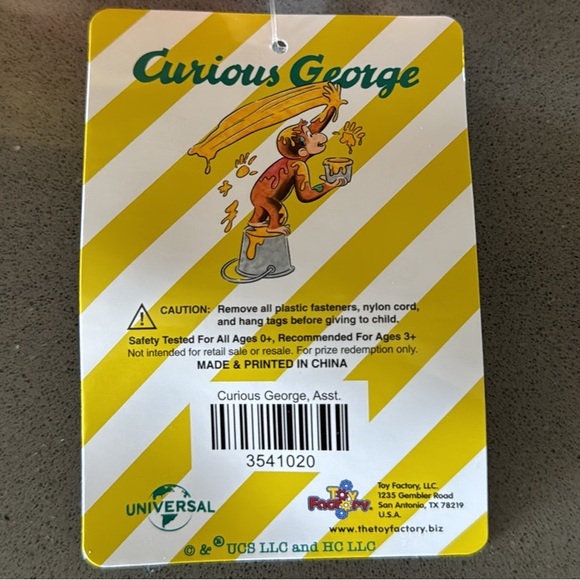 Curious George
CAUTION: Remove all plastic fasteners, nylon cord,
and hang tags before giving to child.
Safety Tested For All Ages 0+, Recommended For Ages 3+
Not intended for retail sale or resale. For prize redemption only.
MADE & PRINTED IN CHINA
Curious George, Asst.
3541020
UNIVERSAL
Toy
Factory
Toy Factory, LLC.
1235 Gembler Road
San Antonio, TX 78219
U.S.A.
www.thetoyfactory.biz
© & ® UCS LLC and HC LLC